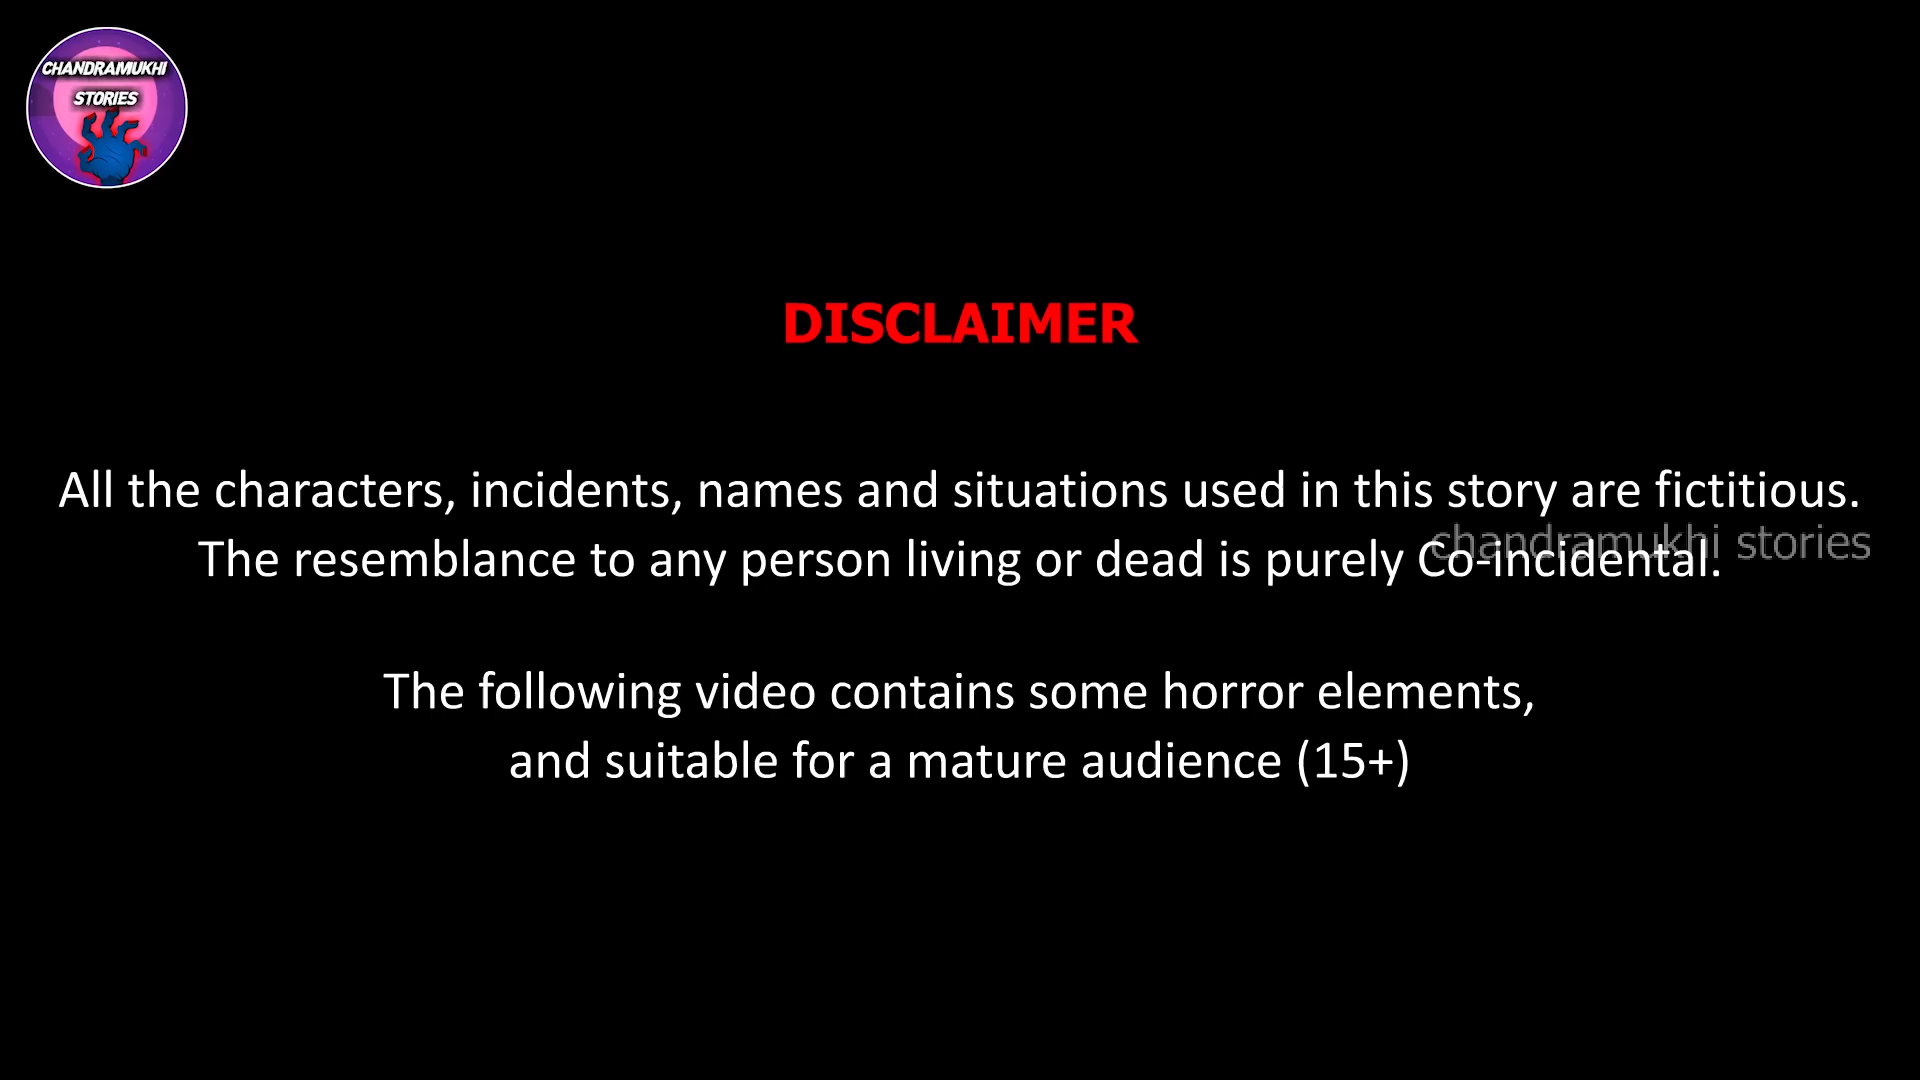 CHANDRAMUKHI
STORIES
DISCLAIMER
All the characters, incidents, names and situations used in this story are fictitious.
chandramukhi stories
The resemblance to any person living or dead is purely Co-incidental.
The following video contains some horror elements,
and suitable for a mature audience (15+)